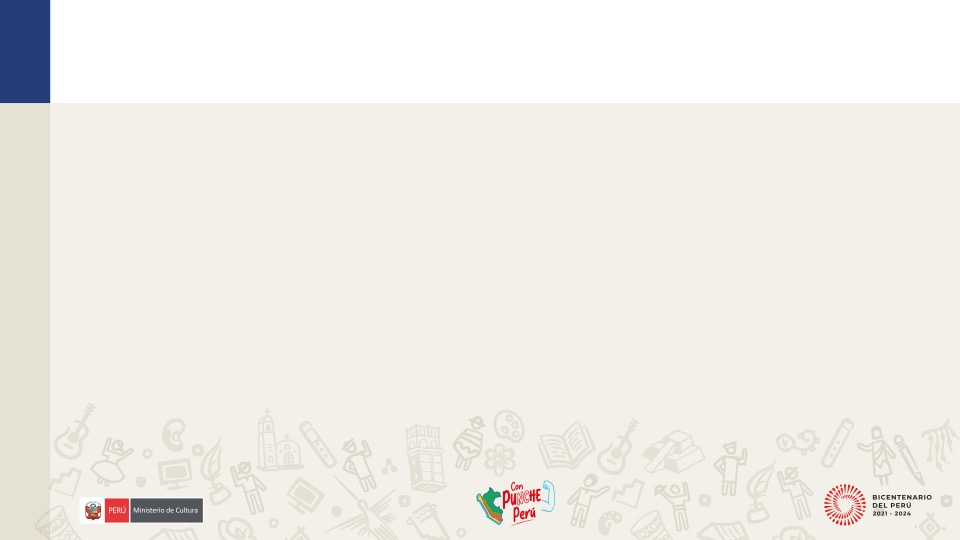 PERÚ Ministerio de Cultura
Con
PUNCHE
Perú
BICENTENARIO
DEL PERÚ
2021 - 2024